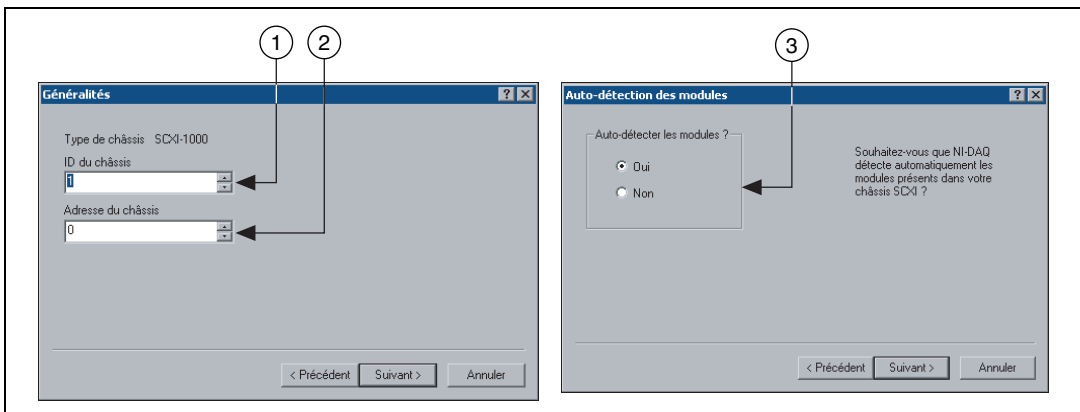 1
2
3
Généralités
Type de châssis SCXI-1000
ID du châssis
1
Adresse du châssis
0
< Précédent
Suivant >
Annuler
Auto-détection des modules
Auto-détecter les modules ?
Oui
Non
Souhaitez-vous que NI-DAQ
détecte automatiquement les
modules présents dans votre
châssis SCXI ?
< Précédent
Suivant >
Annuler